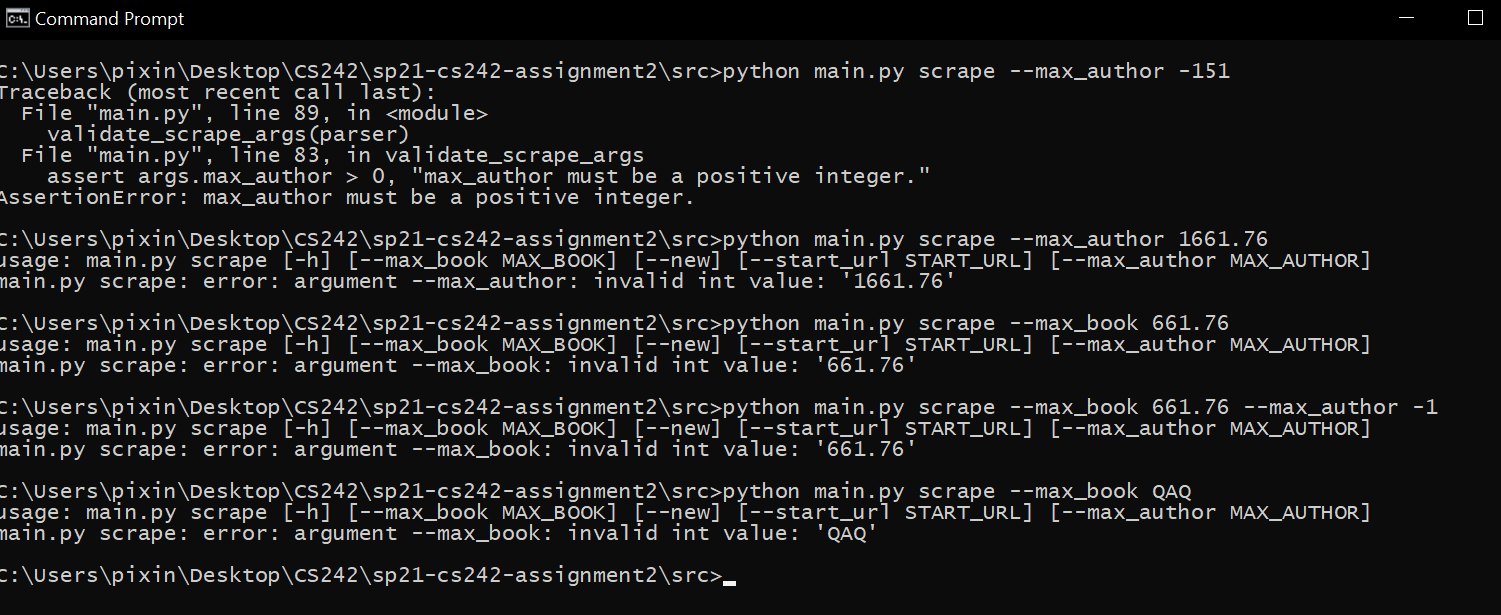 Command Prompt
C:\Users\pixin\Desktop\CS242\sp21-cs242-assignment2\src>python main.py scrape --max_author -151
Traceback (most recent call last):
  File "main.py", line 89, in <module>
    validate_scrape_args(parser)
  File "main.py", line 83, in validate_scrape_args
    assert args.max_author > 0, "max_author must be a positive integer."
AssertionError: max_author must be a positive integer.
C:\Users\pixin\Desktop\CS242\sp21-cs242-assignment2\src>python main.py scrape --max_author 1661.76
usage: main.py scrape [-h] [--max_book MAX_BOOK] [--new] [--start_url START_URL] [--max_author MAX_AUTHOR]
main.py scrape: error: argument --max_author: invalid int value: '1661.76'
C:\Users\pixin\Desktop\CS242\sp21-cs242-assignment2\src>python main.py scrape --max_book 661.76
usage: main.py scrape [-h] [--max_book MAX_BOOK] [--new] [--start_url START_URL] [--max_author MAX_AUTHOR]
main.py scrape: error: argument --max_book: invalid int value: '661.76'
C:\Users\pixin\Desktop\CS242\sp21-cs242-assignment2\src>python main.py scrape --max_book 661.76 --max_author -1
usage: main.py scrape [-h] [--max_book MAX_BOOK] [--new] [--start_url START_URL] [--max_author MAX_AUTHOR]
main.py scrape: error: argument --max_book: invalid int value: '661.76'
C:\Users\pixin\Desktop\CS242\sp21-cs242-assignment2\src>python main.py scrape --max_book QAQ
usage: main.py scrape [-h] [--max_book MAX_BOOK] [--new] [--start_url START_URL] [--max_author MAX_AUTHOR]
main.py scrape: error: argument --max_book: invalid int value: 'QAQ'
C:\Users\pixin\Desktop\CS242\sp21-cs242-assignment2\src>